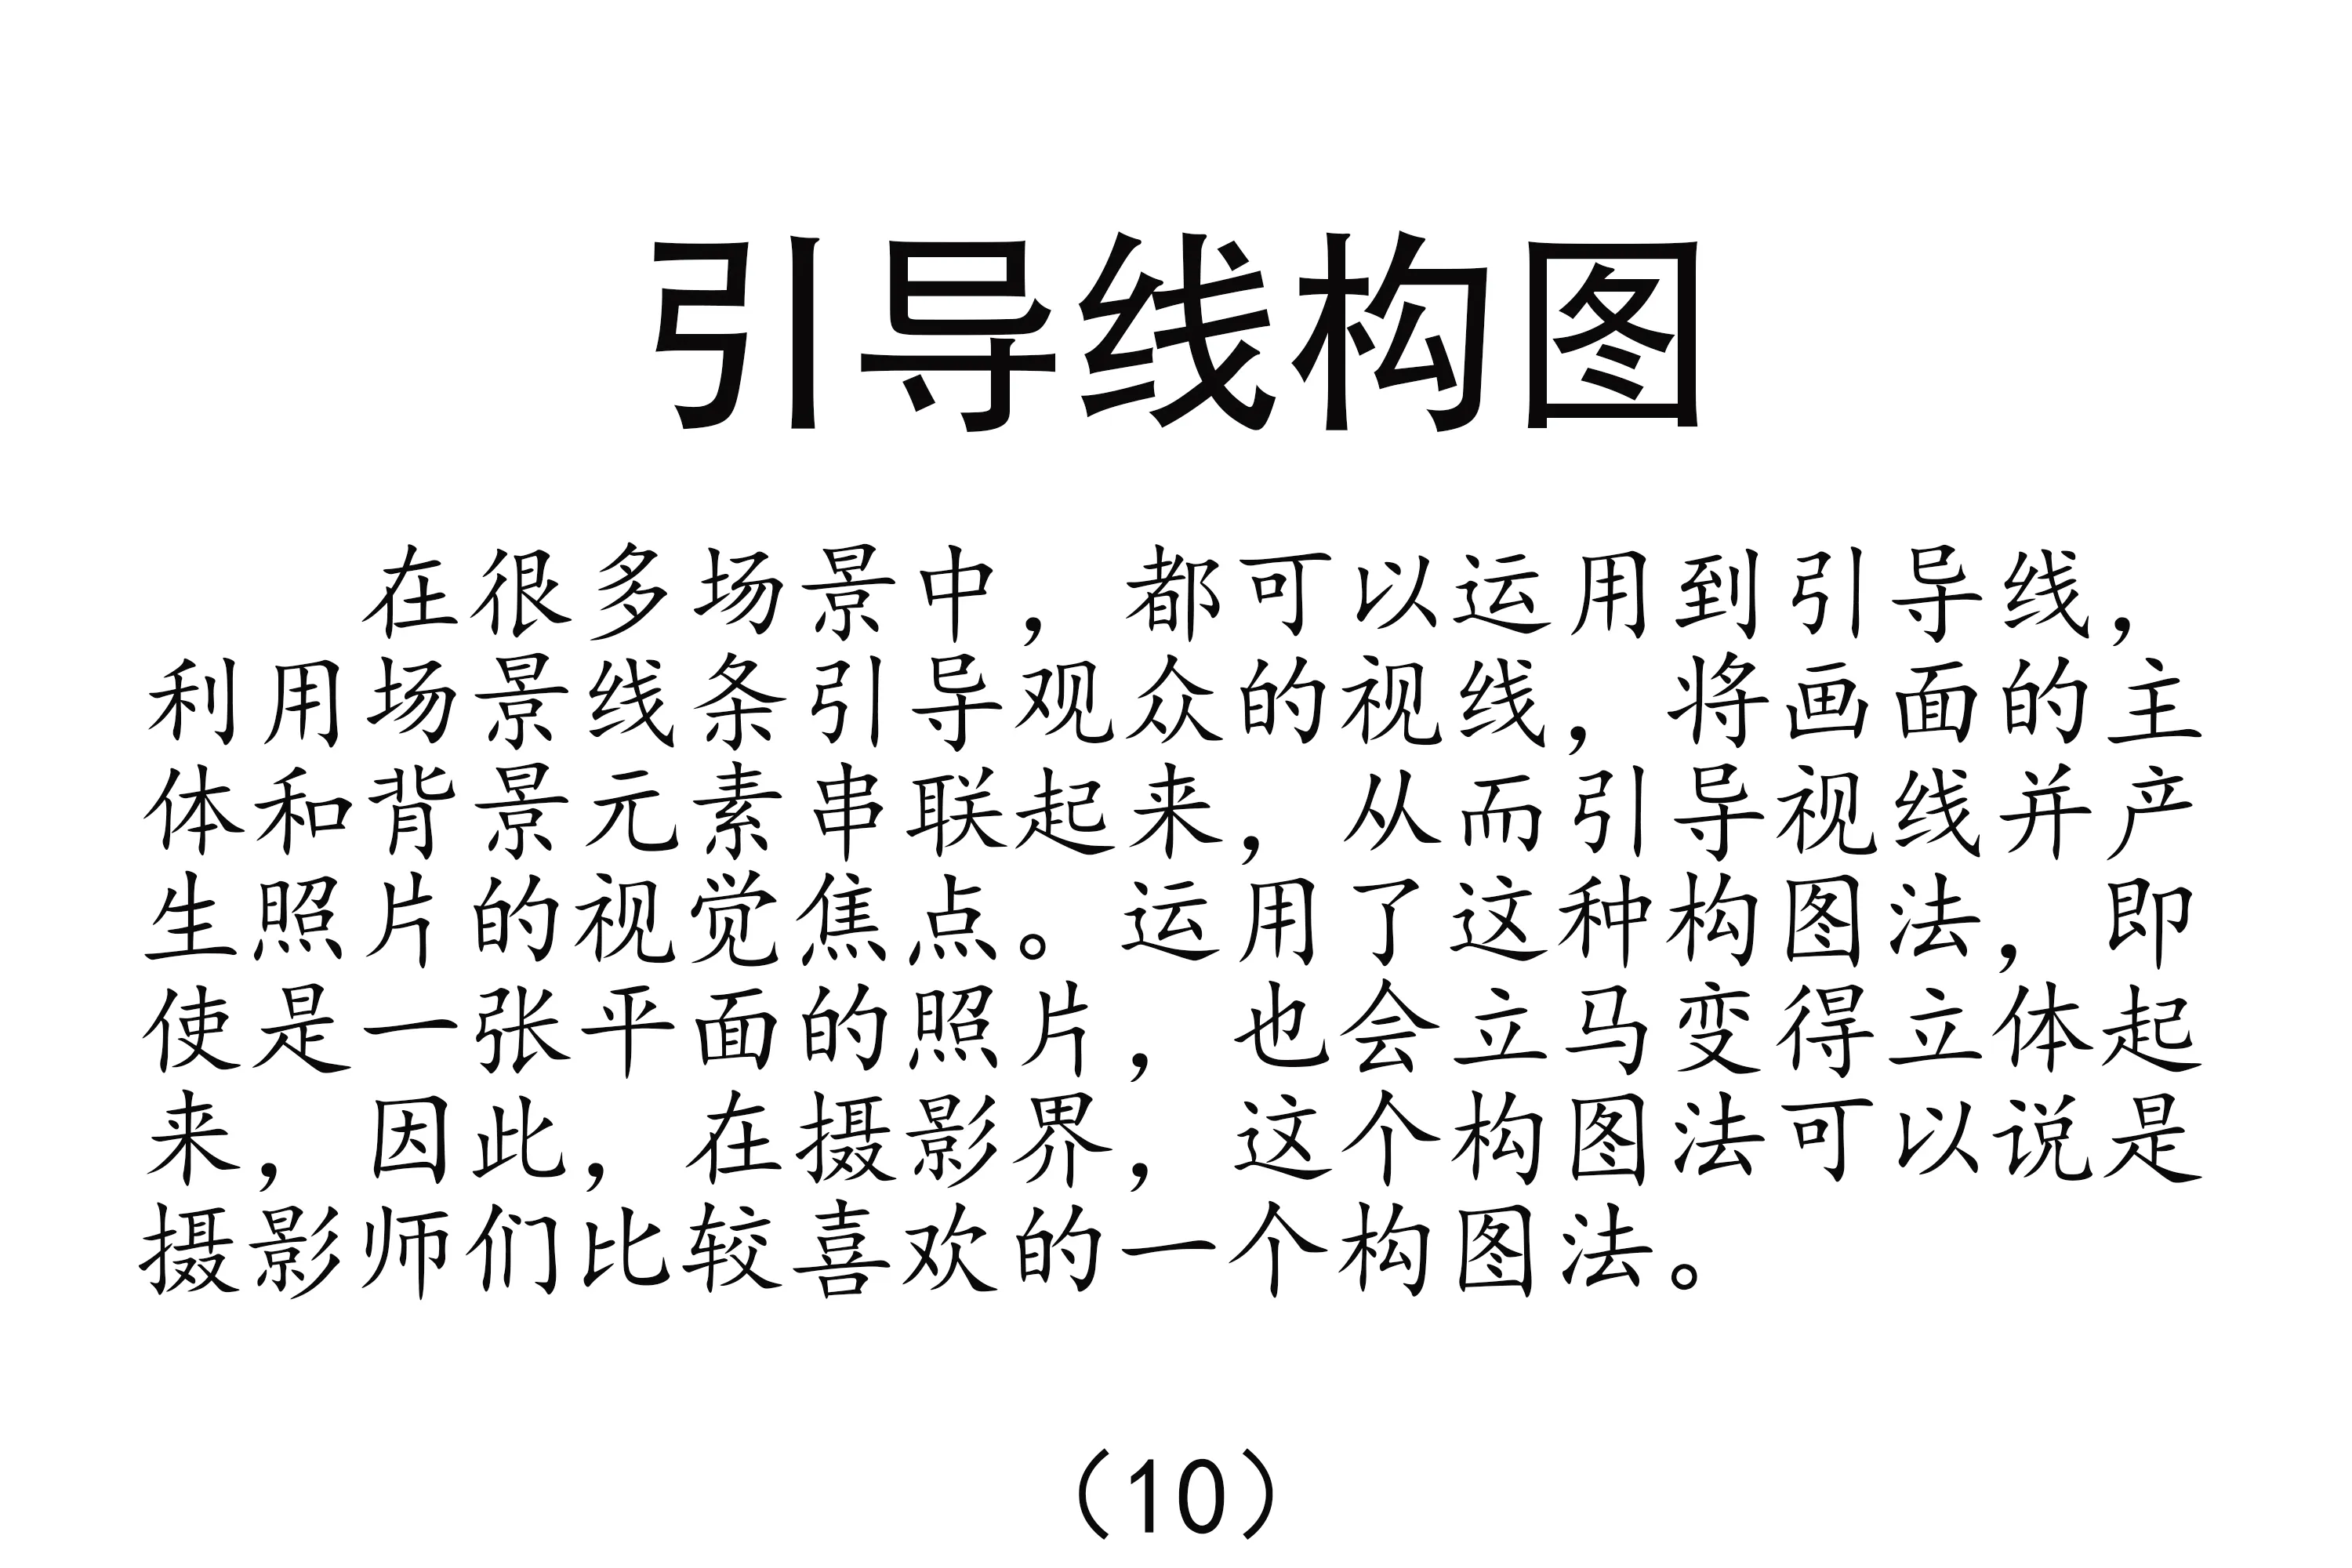 引导线构图
在很多场景中，都可以运用到引导线，
利用场景线条引导观众的视线，将画面的主
体和背景元素串联起来，从而引导视线并产
生照片的视觉焦点。运用了这种构图法，即
使是一张平面的照片，也会立马变得立体起
来，因此，在摄影界，这个构图法可以说是
摄影师们比较喜欢的一个构图法。
（10）